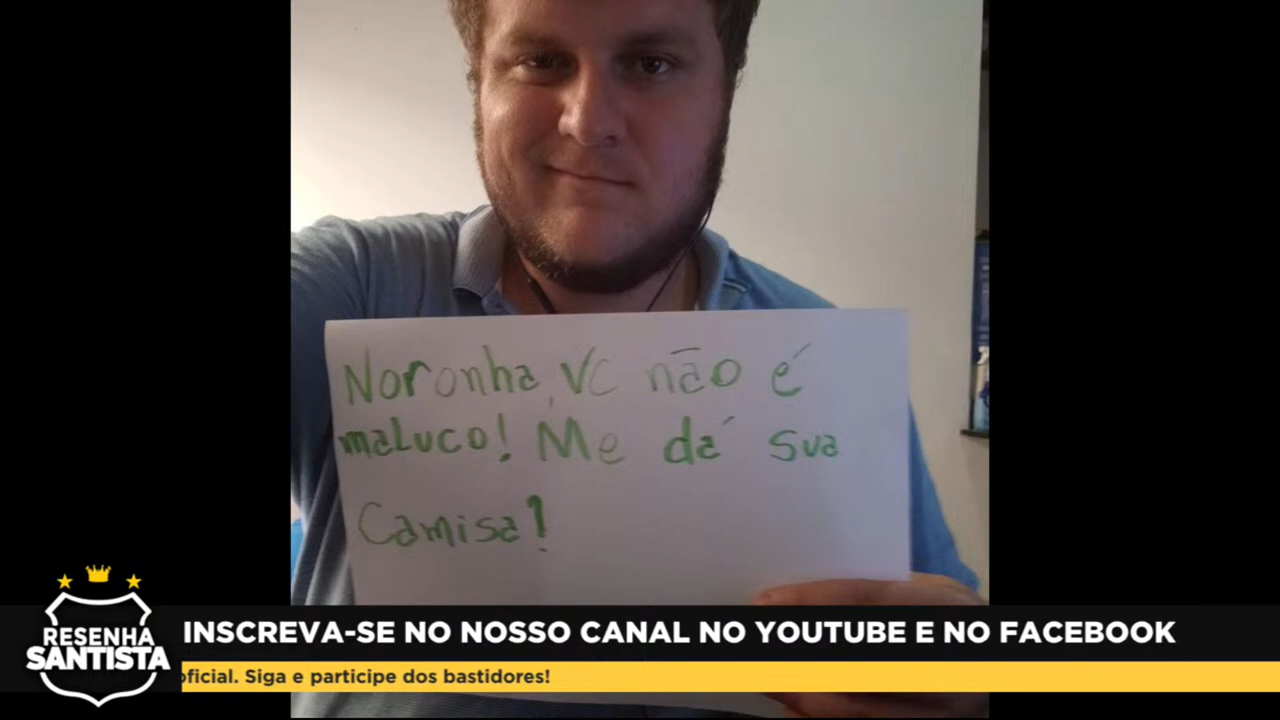 Noronha, vc não é
maluco! Me dá sua
Camisa!
RESENHA
SANTISTA
INSCREVA-SE NO NOSSO CANAL NO YOUTUBE E NO FACEBOOK
oficial. Siga e participe dos bastidores!